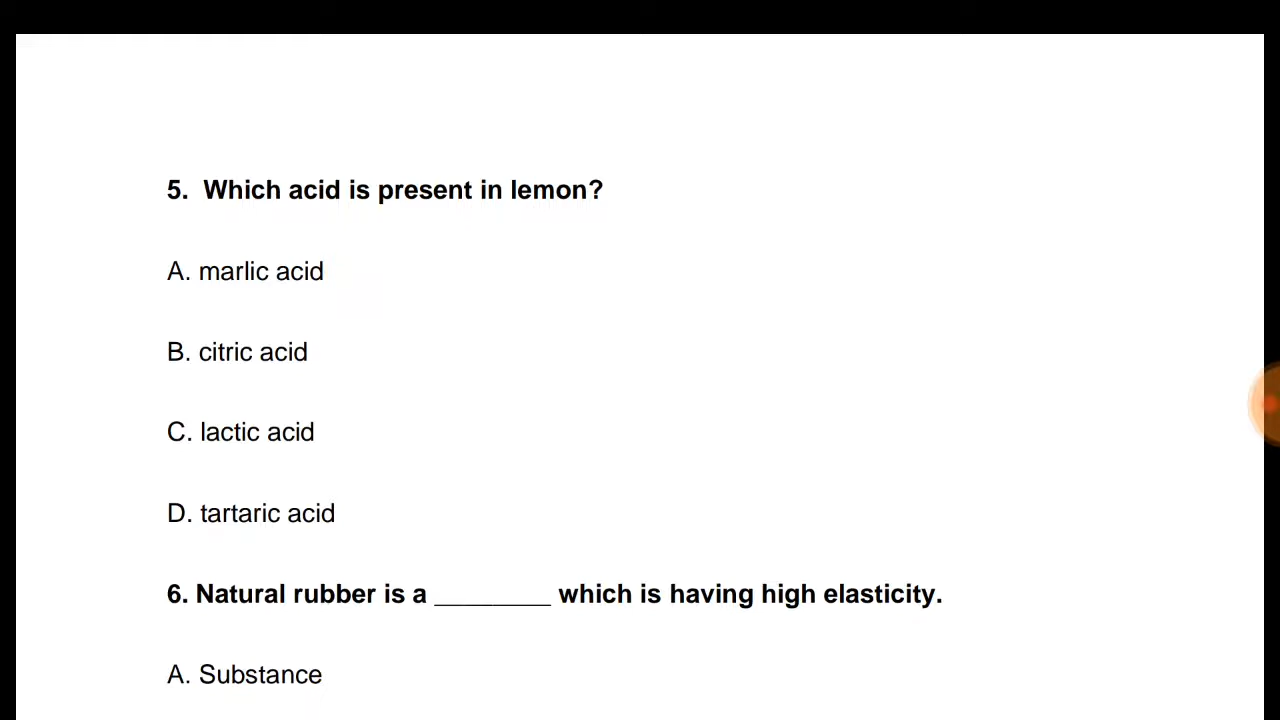 5. Which acid is present in lemon?
A. marlic acid
B. citric acid
C. lactic acid
D. tartaric acid
6. Natural rubber is a ________ which is having high elasticity.
A. Substance